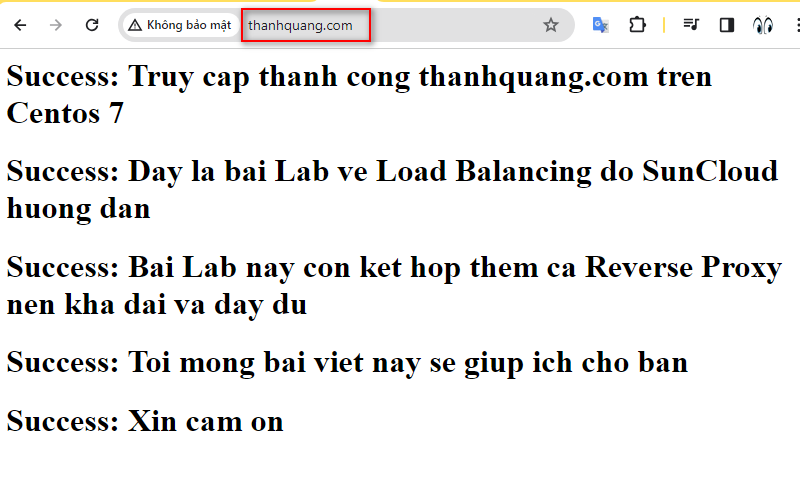 Không bảo mật thanhquang.com
Success: Truy cap thanh cong thanhquang.com tren
Centos 7
Success: Day la bai Lab ve Load Balancing do SunCloud
huong dan
Success: Bai Lab nay con ket hop them ca Reverse Proxy
nen kha dai va day du
Success: Toi mong bai viet nay se giup ich cho ban
Success: Xin cam on